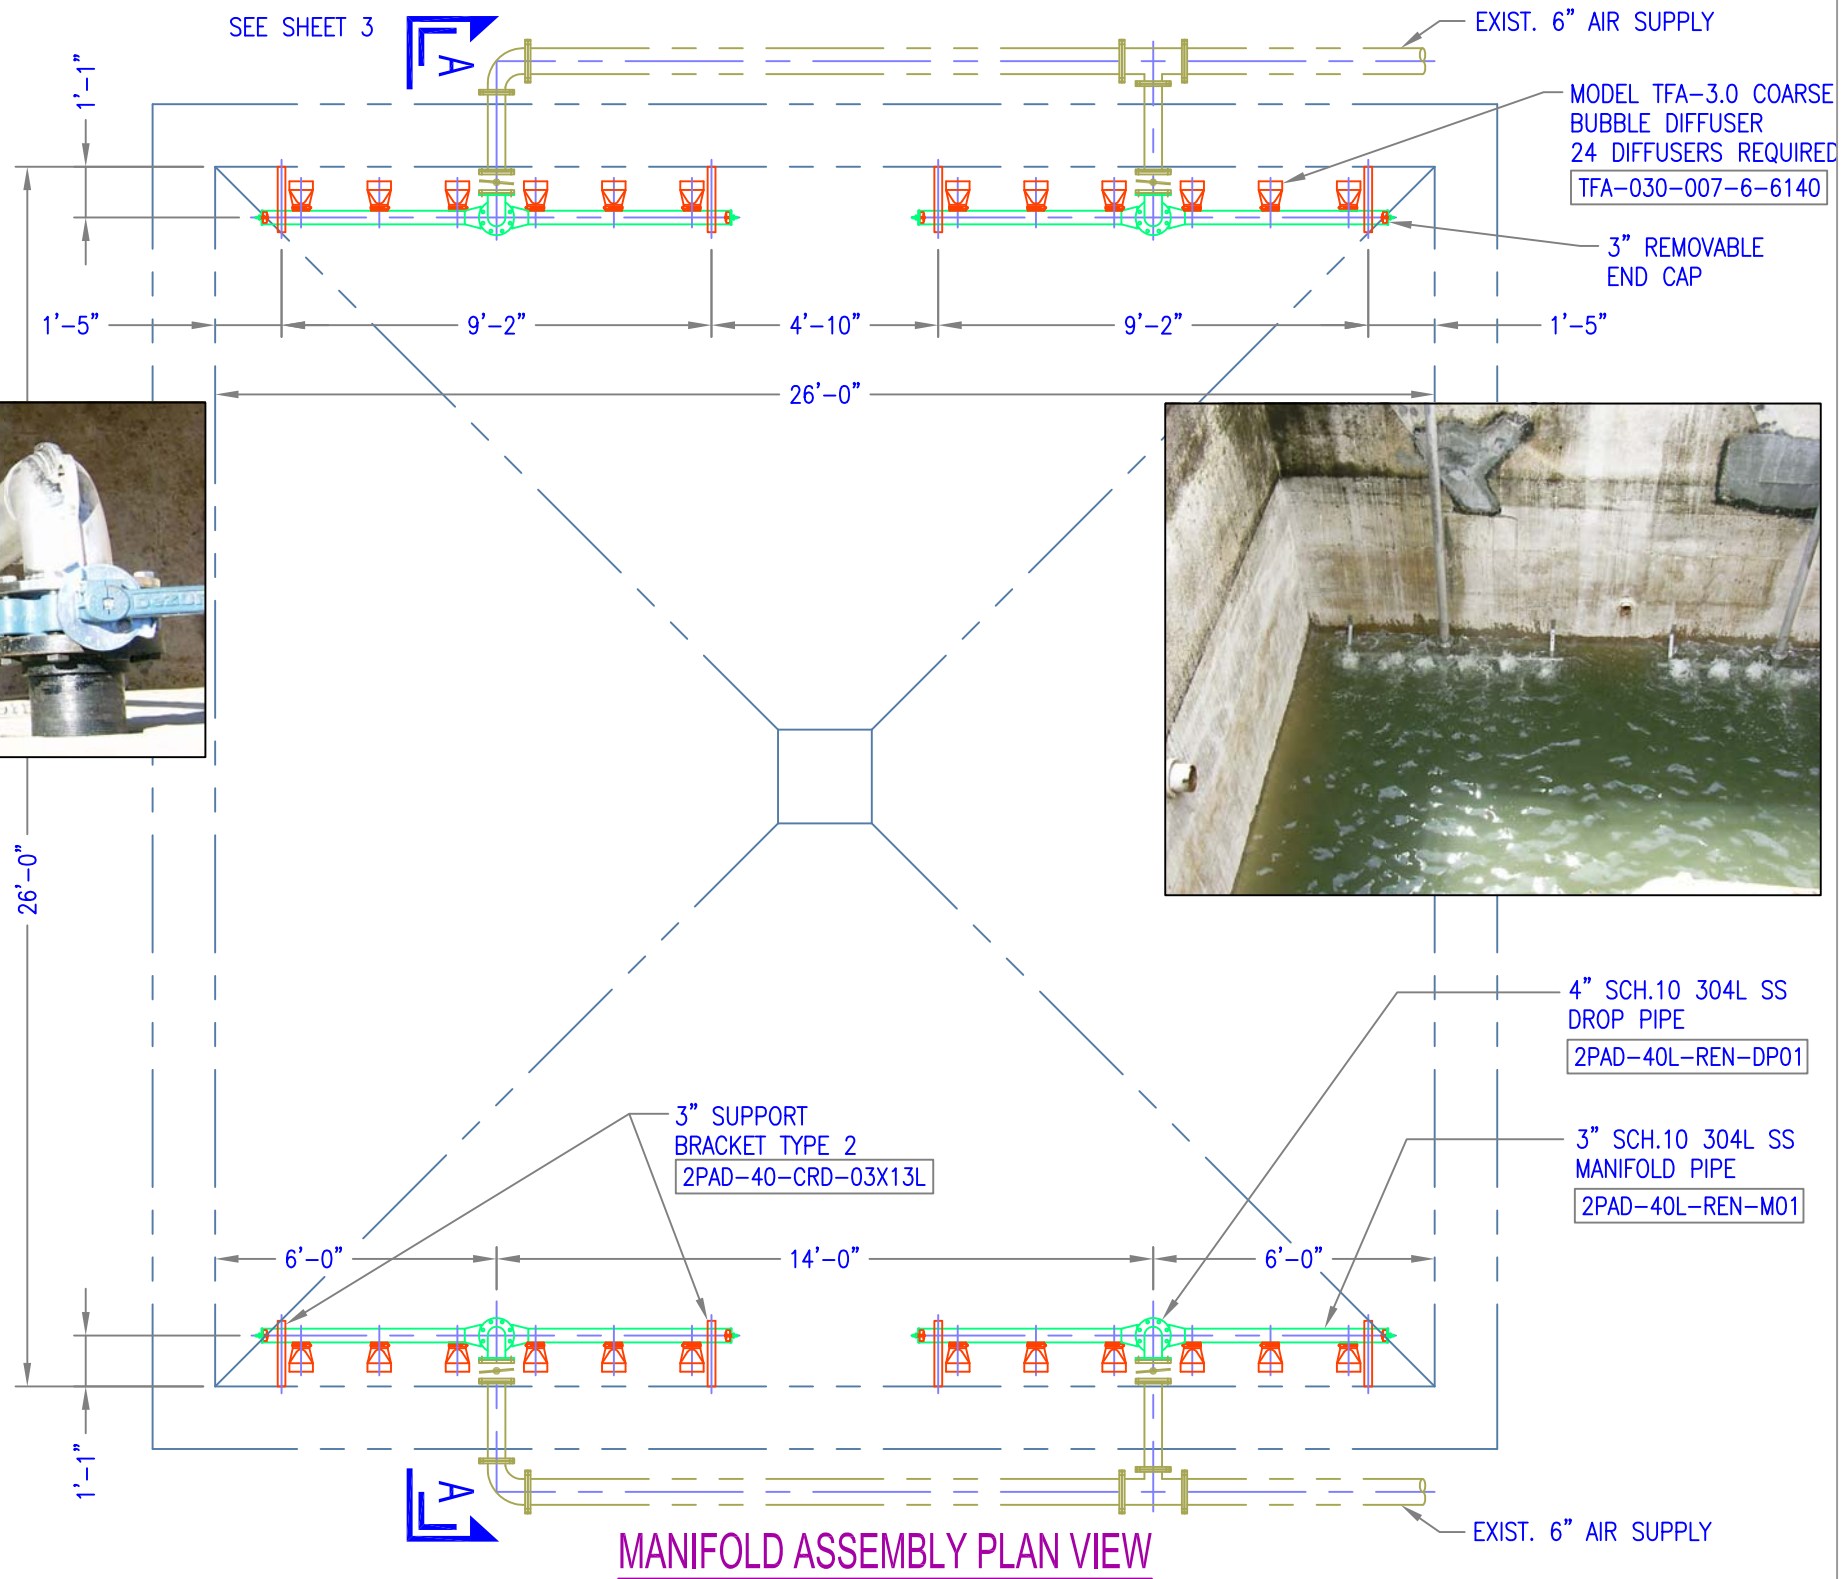 SEE SHEET 3
A
EXIST. 6" AIR SUPPLY
1'-1"
MODEL TFA-3.0 COARSE
BUBBLE DIFFUSER
24 DIFFUSERS REQUIRED
TFA-030-007-6-6140
3" REMOVABLE
END CAP
1'-5"
9'-2"
4'-10"
9'-2"
1'-5"
26'-0"
26'-0"
4" SCH.10 304L SS
DROP PIPE
2PAD-40L-REN-DP01
3" SUPPORT
BRACKET TYPE 2
2PAD-40-CRD-03X13L
3" SCH.10 304L SS
MANIFOLD PIPE
2PAD-40L-REN-M01
6'-0"
14'-0"
6'-0"
1'-1"
A
EXIST. 6" AIR SUPPLY
MANIFOLD ASSEMBLY PLAN VIEW